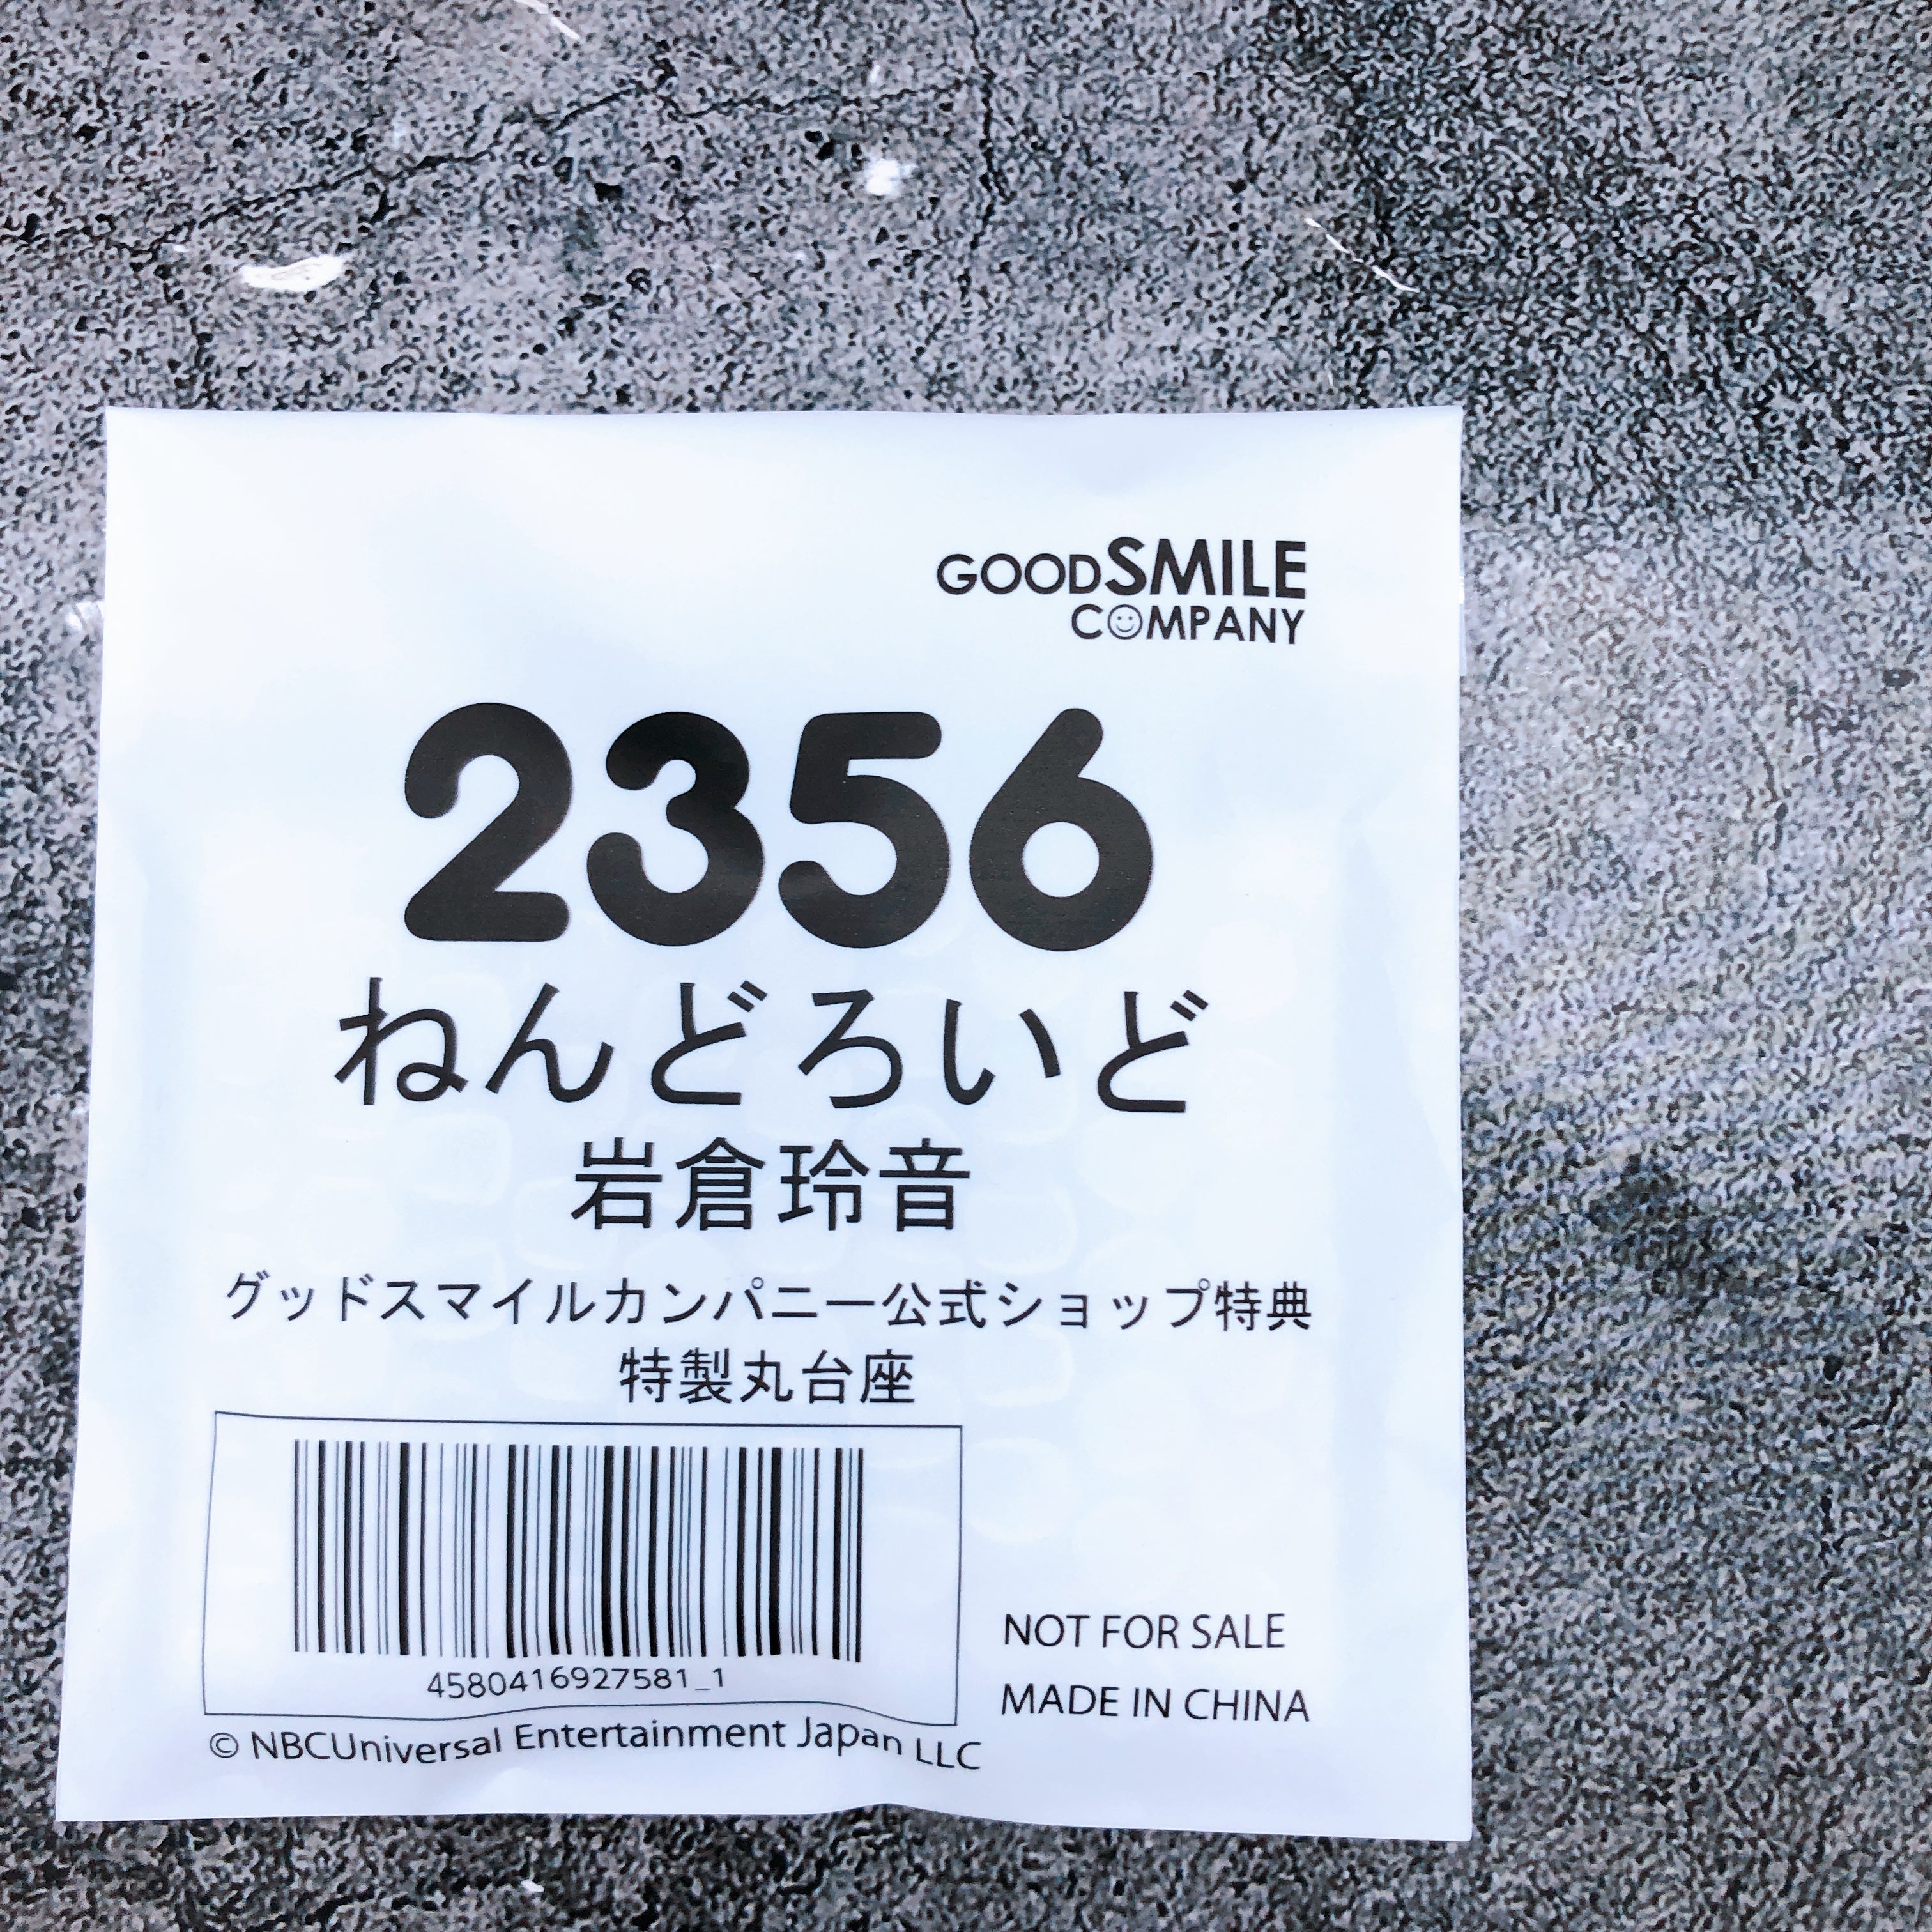 GOODSMILE
COMPANY
2356
ねんどろいど
岩倉玲音
グッドスマイルカンパニー公式ショップ特典
特製丸台座
4580416927581_1
NOT FOR SALE
MADE IN CHINA
© NBCUniversal Entertainment Japan LLC